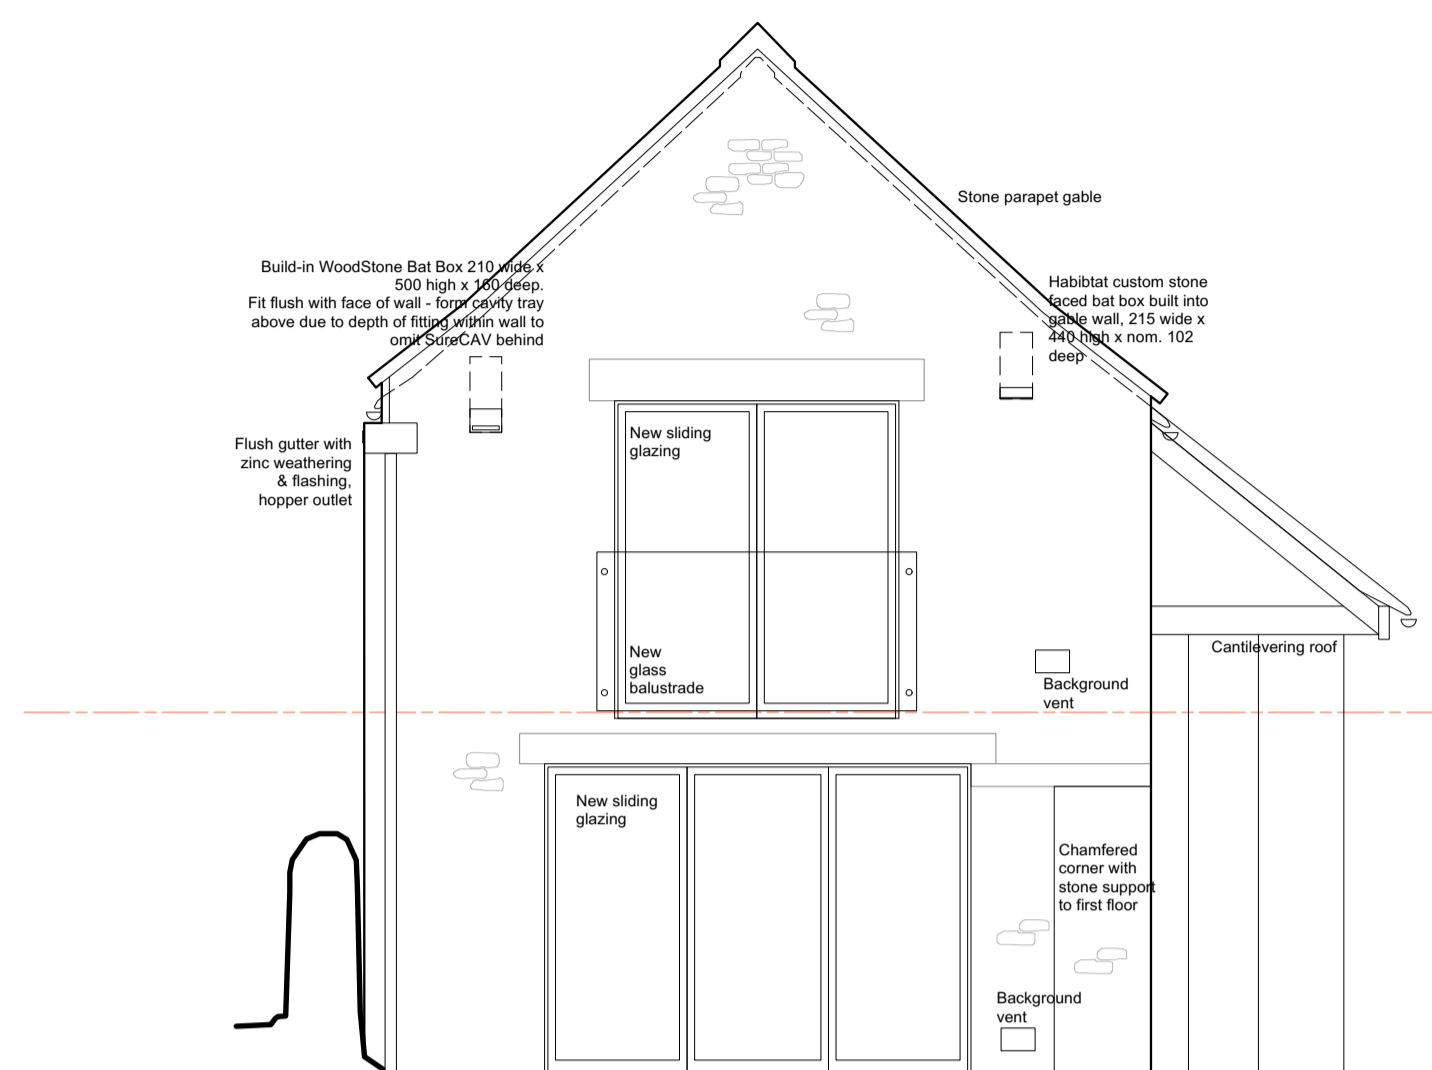 Stone parapet gable
Build-in WoodStone Bat Box 210 wide x
500 high x 160 deep.
Fit flush with face of wall - form cavity tray
above due to depth of fitting within wall to
omit SureCAV behind
Habibtat custom stone
faced bat box built into
gable wall, 215 wide x
440 high x nom. 102
deep
Flush gutter with
zinc weathering
& flashing,
hopper outlet
New sliding
glazing
New
glass
balustrade
Cantilevering roof
Background
vent
New sliding
glazing
Chamfered
corner with
stone support
to first floor
Background
vent